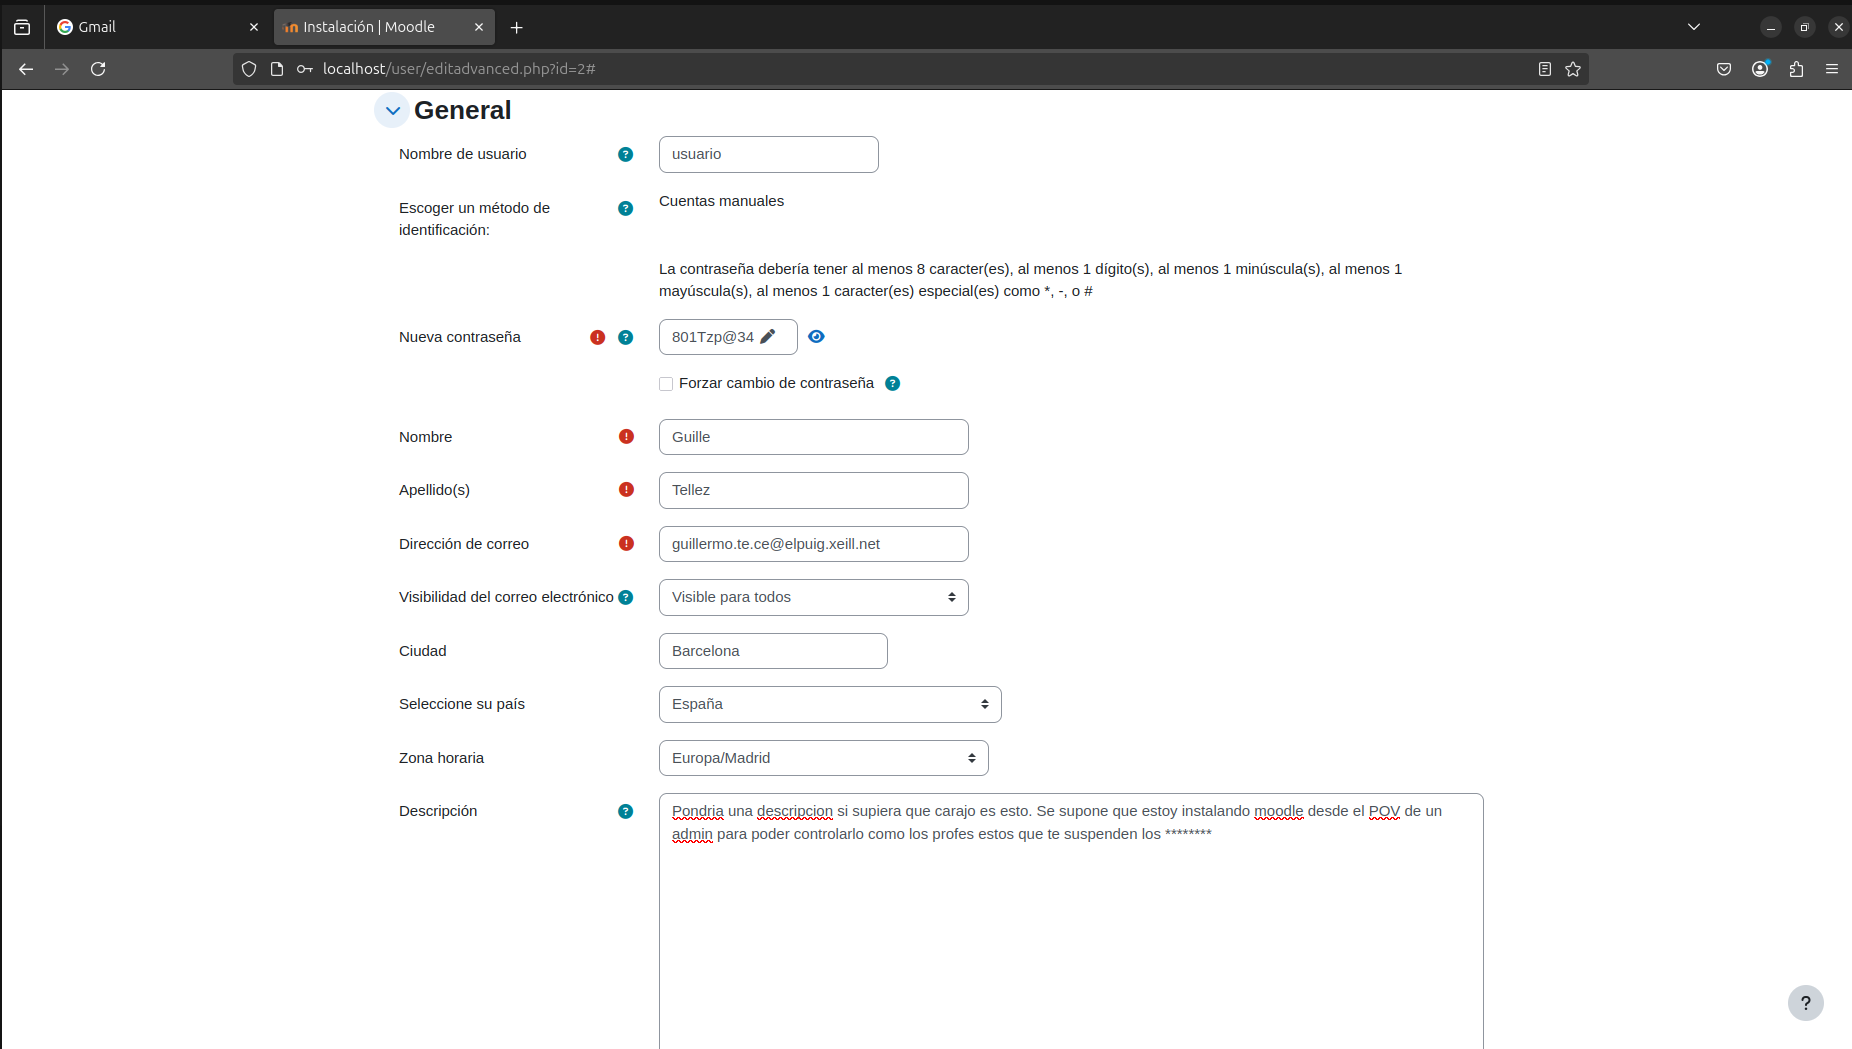 Gmail
Instalación | Moodle
localhost/user/editadvanced.php?id=2#
General
Nombre de usuario
usuario
Escoger un método de identificación:
Cuentas manuales
La contraseña debería tener al menos 8 caracter(es), al menos 1 dígito(s), al menos 1 minúscula(s), al menos 1
mayúscula(s), al menos 1 caracter(es) especial(es) como *, -, o #
Nueva contraseña
801Tzp@34
Forzar cambio de contraseña
Nombre
Guille
Apellido(s)
Tellez
Dirección de correo
guillermo.te.ce@elpuig.xeill.net
Visibilidad del correo electrónico
Visible para todos
Ciudad
Barcelona
Seleccione su país
España
Zona horaria
Europa/Madrid
Descripción
Pondria una descripcion si supiera que carajo es esto. Se supone que estoy instalando moodle desde el POV de un
admin para poder controlarlo como los profes estos que te suspenden los ********
?